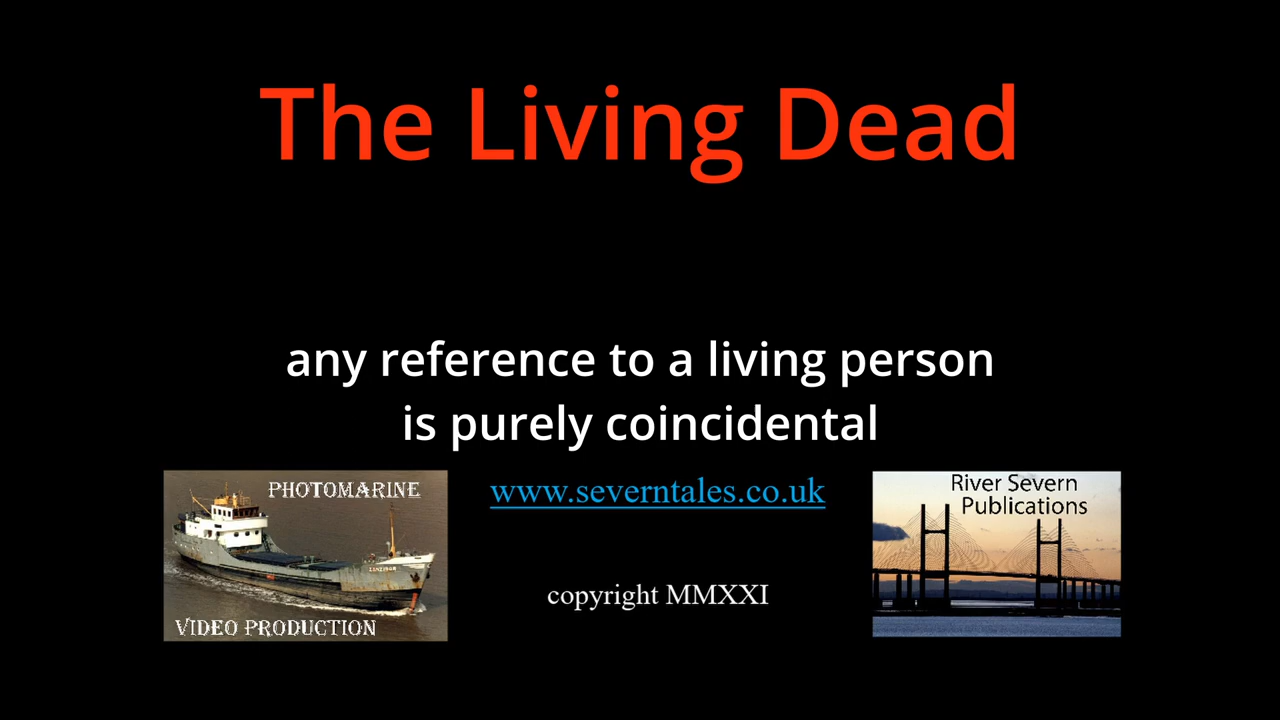 The Living Dead
any reference to a living person
is purely coincidental
PHOTOMARINE
ZANZIBAR
VIDEO PRODUCTION
www.severntales.co.uk
copyright MMXXI
River Severn
Publications